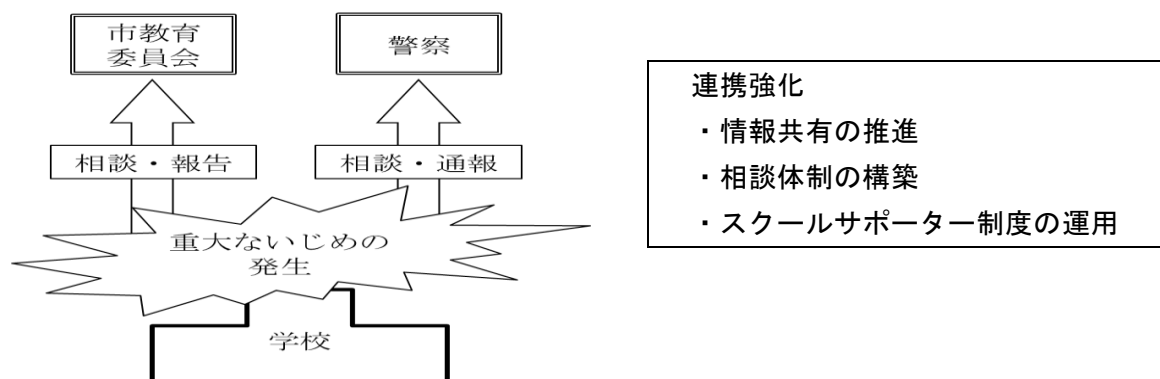 市教育
委員会
警察
相談・報告
相談・通報
重大ないじめの
発生
学校
連携強化
・情報共有の推進
・相談体制の構築
・スクールサポーター制度の運用